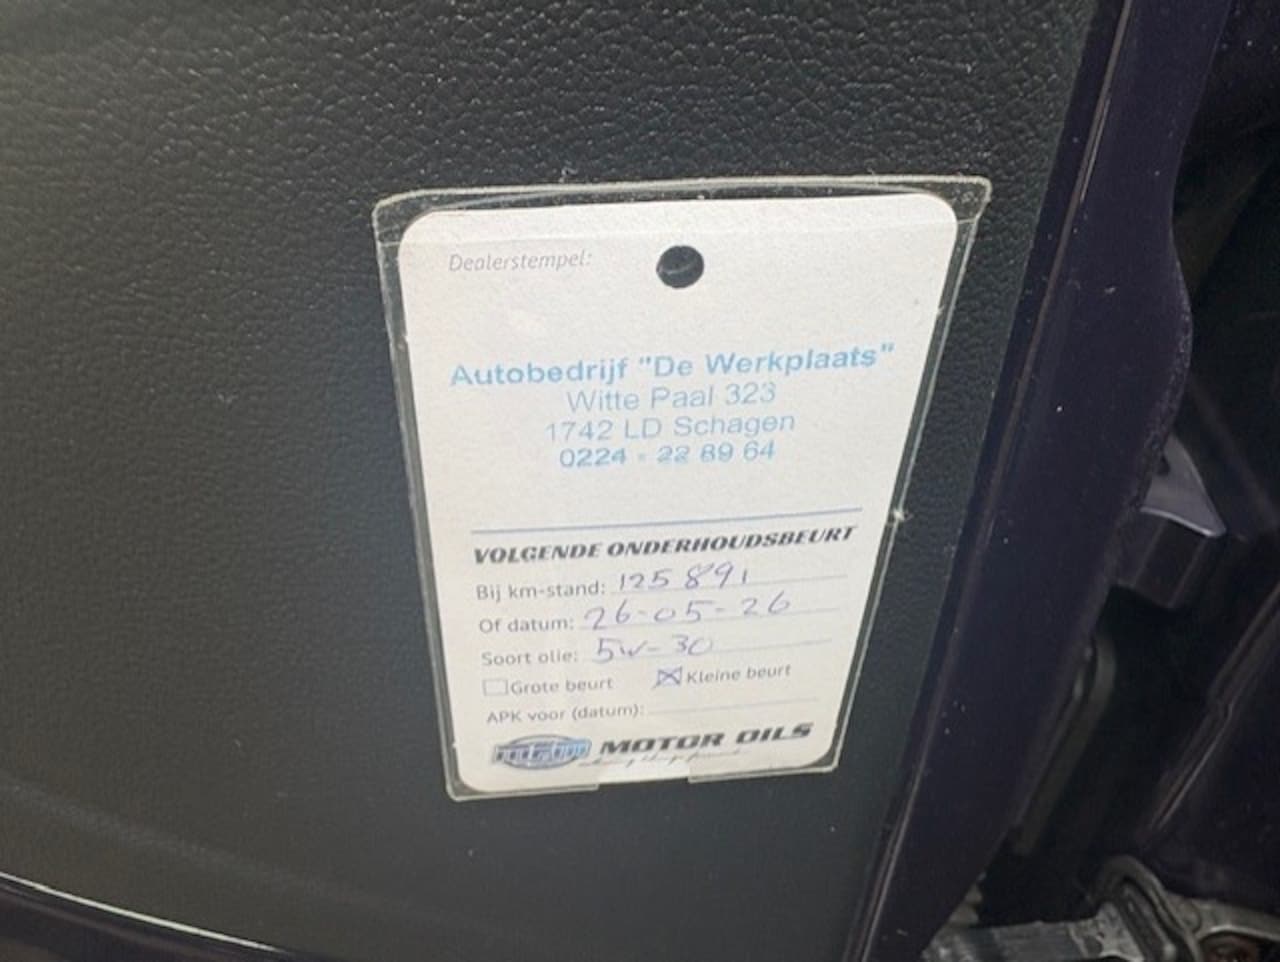 Dealerstempel:
Autobedrijf "De Werkplaats"
Witte Paal 323
1742 LD Schagen
0224 - 22 89 64
VOLGENDE ONDERHOUDSBEURT
Bij km-stand: 125891
Of datum: 26-05-26
Soort olie: 5W-30
Grote beurt Kleine beurt
APK voor (datum):
MOTOR OILS